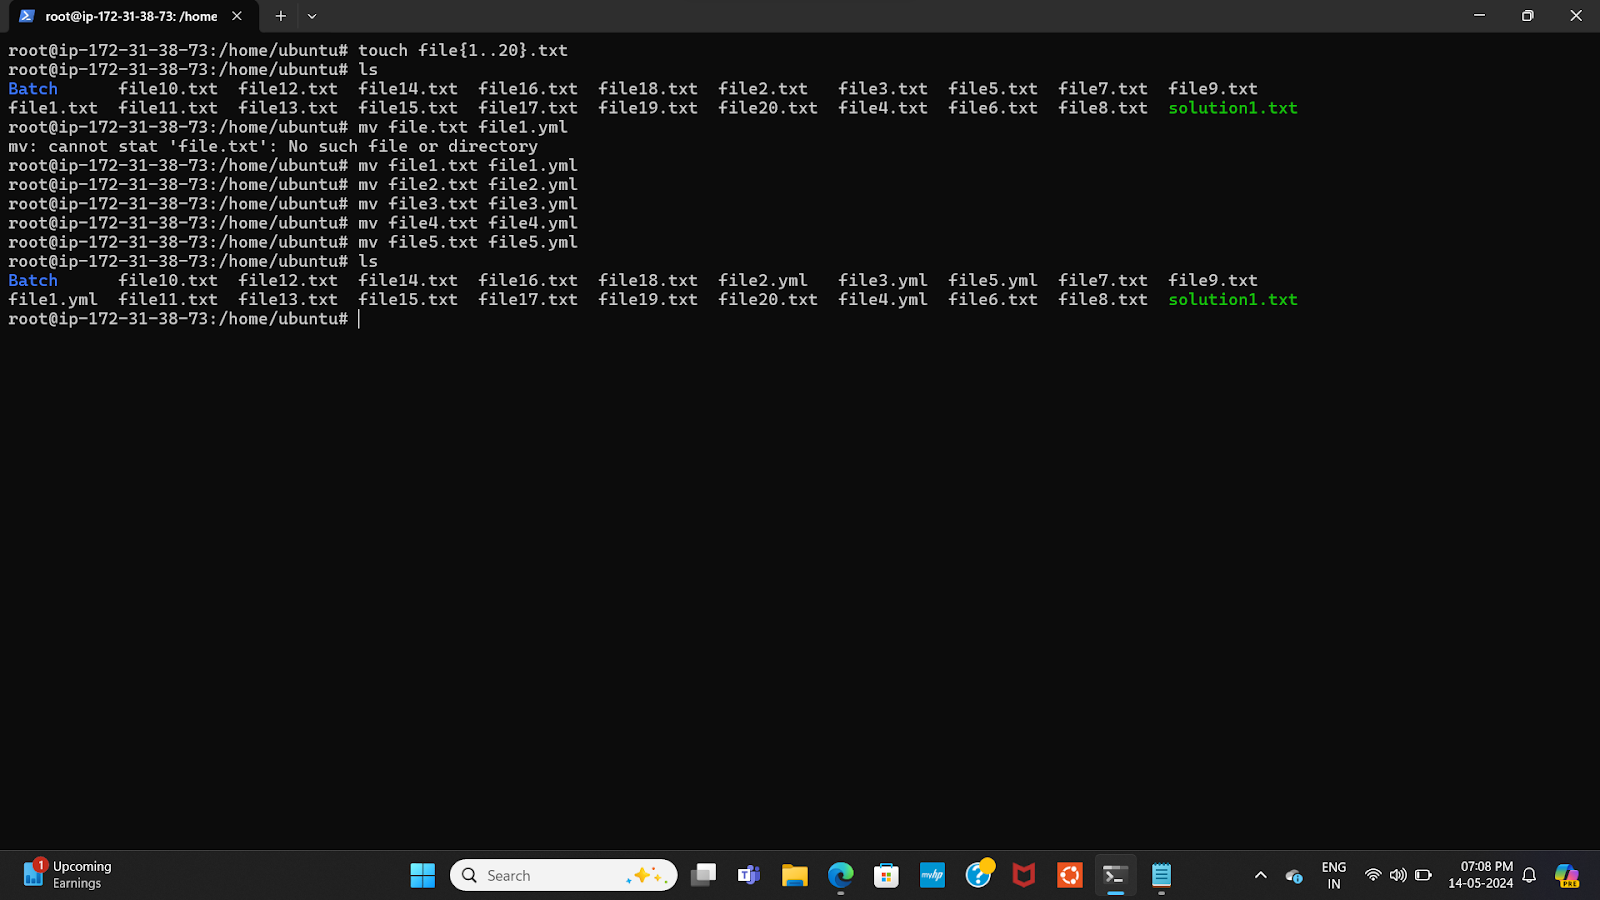 root@ip-172-31-38-73: /home
root@ip-172-31-38-73:/home/ubuntu# touch file{1..20}.txt
root@ip-172-31-38-73:/home/ubuntu# ls
Batch      file10.txt  file12.txt  file14.txt  file16.txt  file18.txt  file2.txt   file3.txt  file5.txt  file7.txt  file9.txt
file1.txt  file11.txt  file13.txt  file15.txt  file17.txt  file19.txt  file20.txt  file4.txt  file6.txt  file8.txt  solution1.txt
root@ip-172-31-38-73:/home/ubuntu# mv file.txt file1.yml
mv: cannot stat 'file.txt': No such file or directory
root@ip-172-31-38-73:/home/ubuntu# mv file1.txt file1.yml
root@ip-172-31-38-73:/home/ubuntu# mv file2.txt file2.yml
root@ip-172-31-38-73:/home/ubuntu# mv file3.txt file3.yml
root@ip-172-31-38-73:/home/ubuntu# mv file4.txt file4.yml
root@ip-172-31-38-73:/home/ubuntu# mv file5.txt file5.yml
root@ip-172-31-38-73:/home/ubuntu# ls
Batch      file10.txt  file12.txt  file14.txt  file16.txt  file18.txt  file2.yml   file3.yml  file5.yml  file7.txt  file9.txt
file1.yml  file11.txt  file13.txt  file15.txt  file17.txt  file19.txt  file20.txt  file4.yml  file6.txt  file8.txt  solution1.txt
root@ip-172-31-38-73:/home/ubuntu#
1
Upcoming
Earnings
Search
myhp
ENG
IN
07:08 PM
14-05-2024
PRE